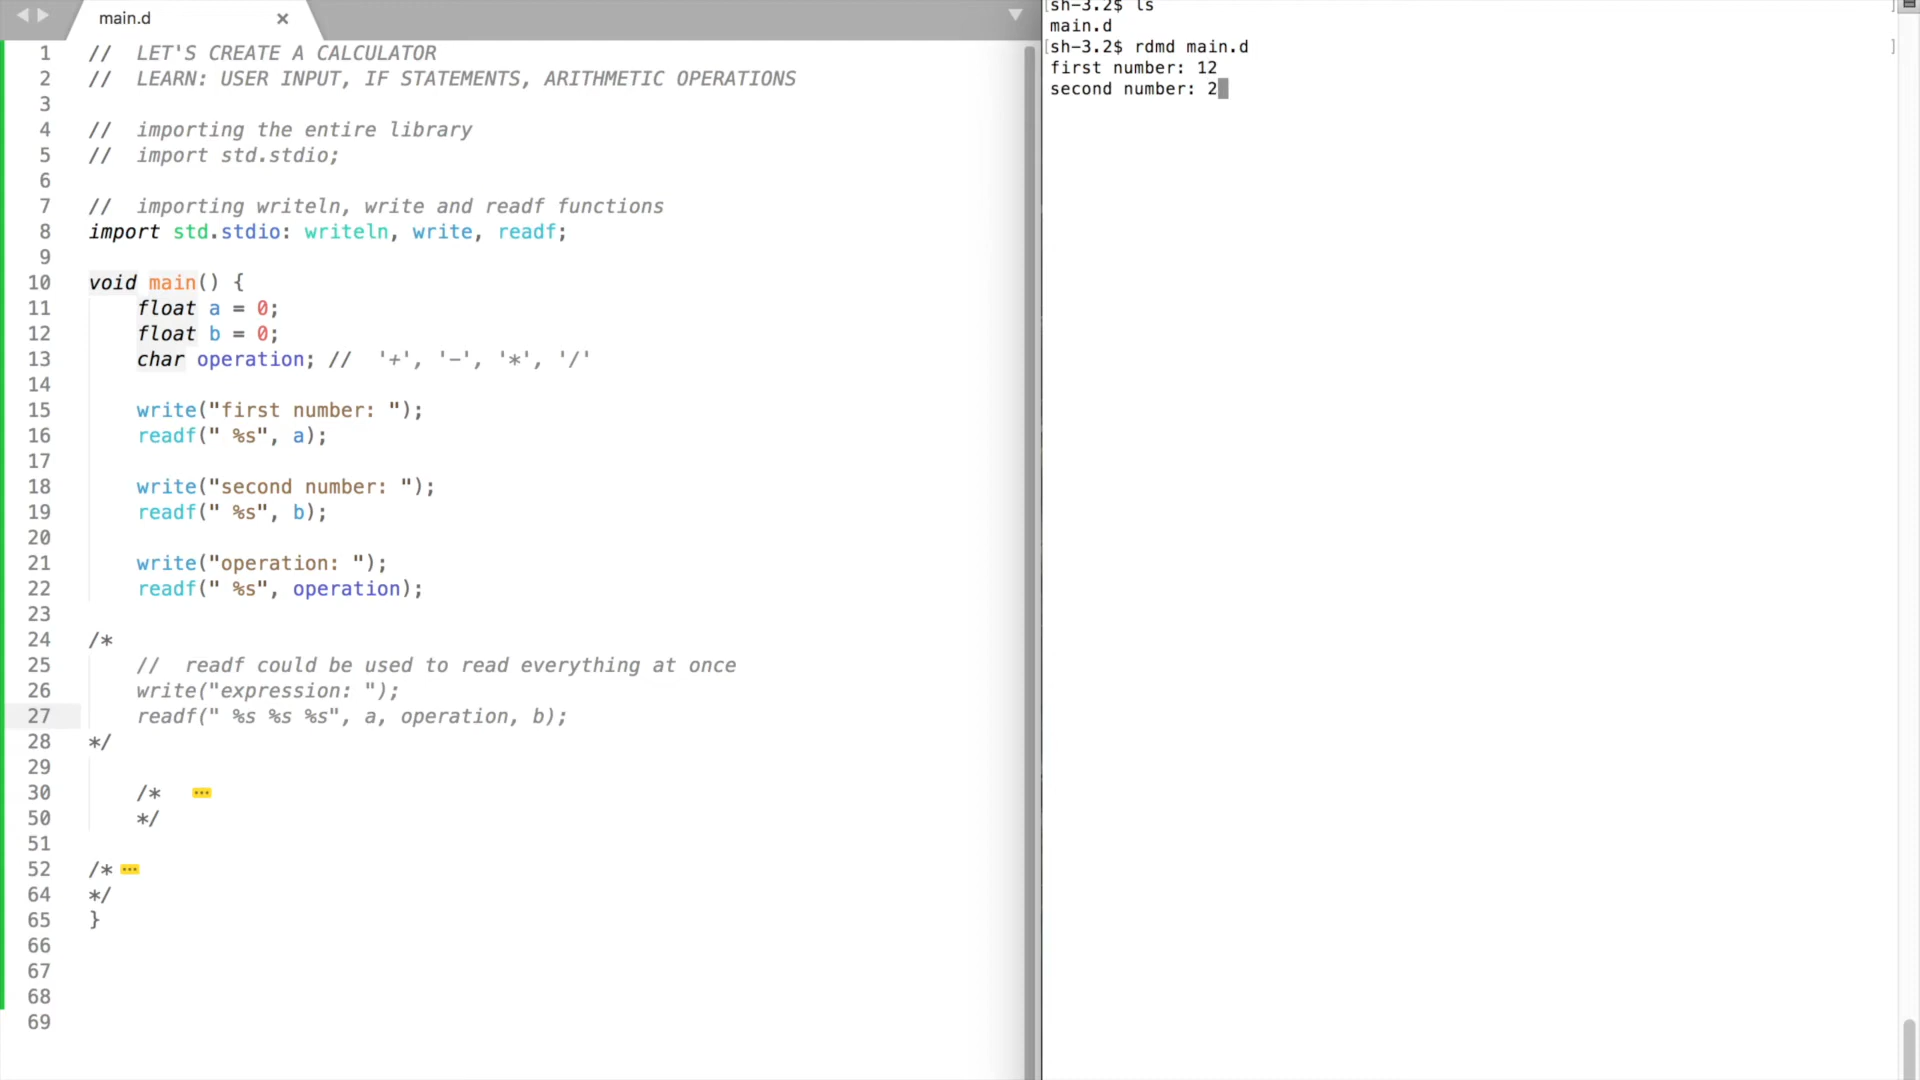 main.d
1 // LET'S CREATE A CALCULATOR
2 // LEARN: USER INPUT, IF STATEMENTS, ARITHMETIC OPERATIONS
3
4 // importing the entire library
5 // import std.stdio;
6
7 // importing writeln, write and readf functions
8 import std.stdio: writeln, write, readf;
9
10 void main() {
11 float a = 0;
12 float b = 0;
13 char operation; // '+', '-', '*', '/'
14
15 write("first number: ");
16 readf(" %s", a);
17
18 write("second number: ");
19 readf(" %s", b);
20
21 write("operation: ");
22 readf(" %s", operation);
23
24 /*
25 // readf could be used to read everything at once
26 write("expression: ");
27 readf(" %s %s %s", a, operation, b);
28 */
29
30 /* ...
50 */
51
52 /* ...
64 */
65 }
66
67
68
69
[sh-3.2$ ls ]
main.d
[sh-3.2$ rdmd main.d ]
first number: 12
second number: 2